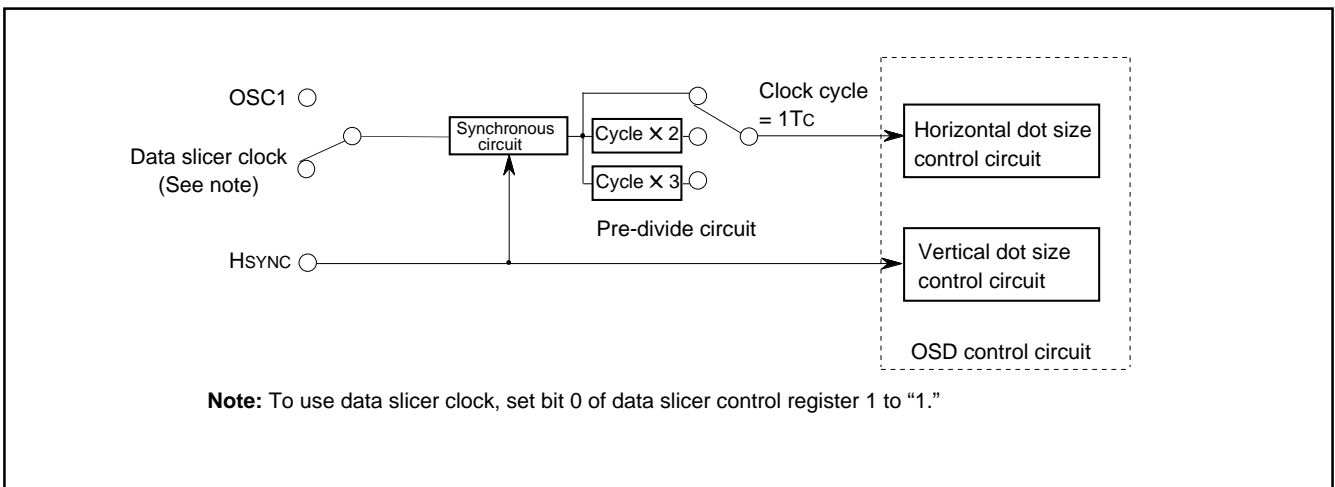 OSC1
Data slicer clock
(See note)
HSYNC
Synchronous
circuit
Cycle × 2
Cycle × 3
Pre-divide circuit
Clock cycle
= 1TC
Horizontal dot size
control circuit
Vertical dot size
control circuit
OSD control circuit
Note: To use data slicer clock, set bit 0 of data slicer control register 1 to “1.”